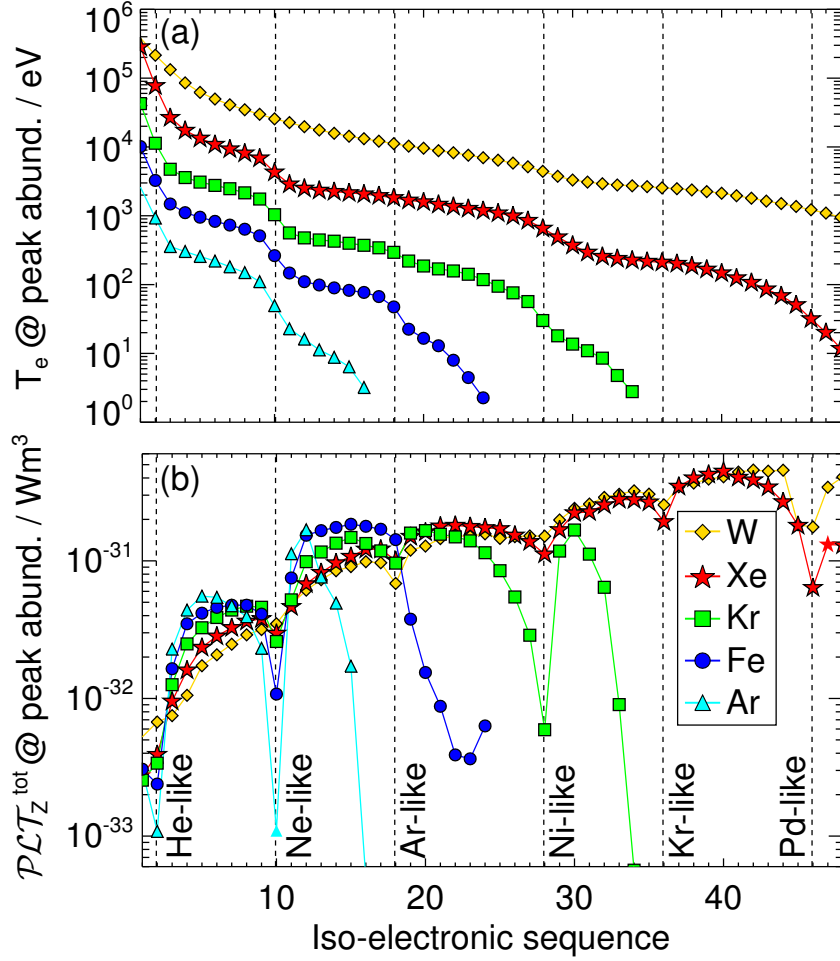 (a)
T_e @ peak abund. / eV
10^6
10^5
10^4
10^3
10^2
10^1
10^0
(b)
PLT_Z^tot @ peak abund. / Wm^3
10^-31
10^-32
10^-33
W
Xe
Kr
Fe
Ar
He-like
Ne-like
Ar-like
Ni-like
Kr-like
Pd-like
10
20
30
40
Iso-electronic sequence